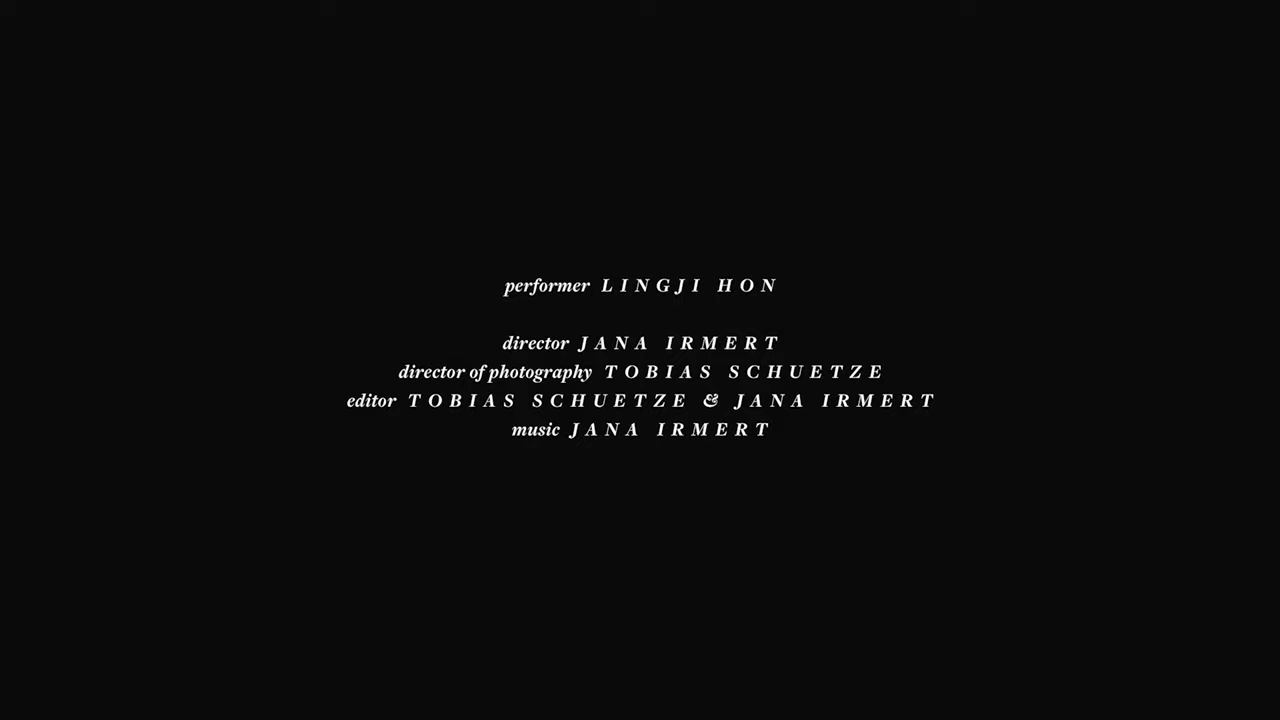 performer LINGJI HON
director JANA IRMERT
director of photography TOBIAS SCHUETZE
editor TOBIAS SCHUETZE & JANA IRMERT
music JANA IRMERT